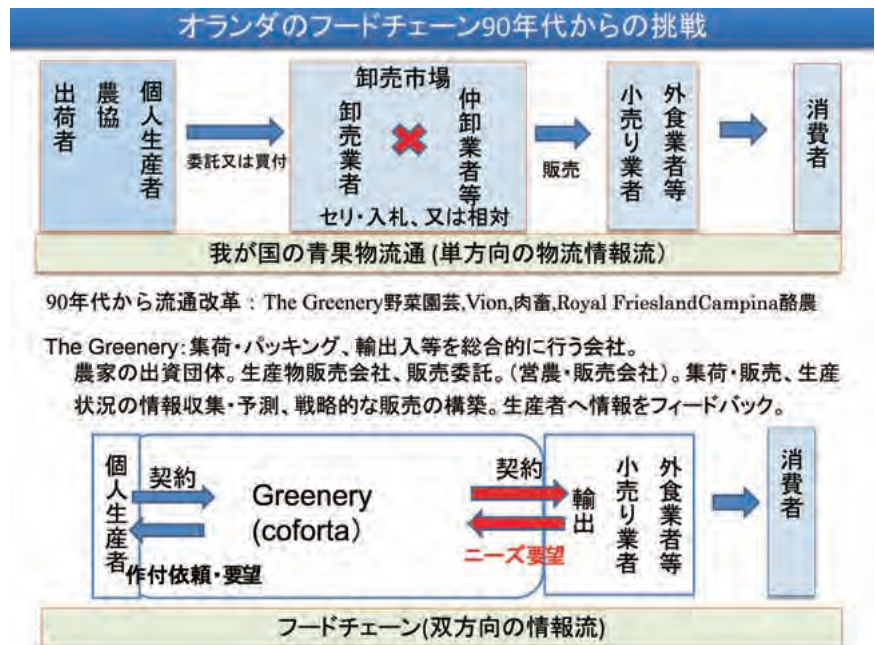 オランダのフードチェーン90年代からの挑戦
個人生産者
農協
出荷者
委託又は買付
卸売市場
仲卸業者等
卸売業者
セリ・入札、又は相対
販売
外食業者等
小売り業者
消費者
我が国の青果物流通 (単方向の物流情報流)
90年代から流通改革：The Greenery野菜園芸,Vion,肉畜,Royal FrieslandCampina酪農
The Greenery:集荷・パッキング、輸出入等を総合的に行う会社。
農家の出資団体。生産物販売会社、販売委託。(営農・販売会社)。集荷・販売、生産
状況の情報収集・予測、戦略的な販売の構築。生産者へ情報をフィードバック。
個人生産者
契約
作付依頼・要望
Greenery
(coforta)
契約
ニーズ要望
外食業者等
小売り業者
輸出
消費者
フードチェーン(双方向の情報流)